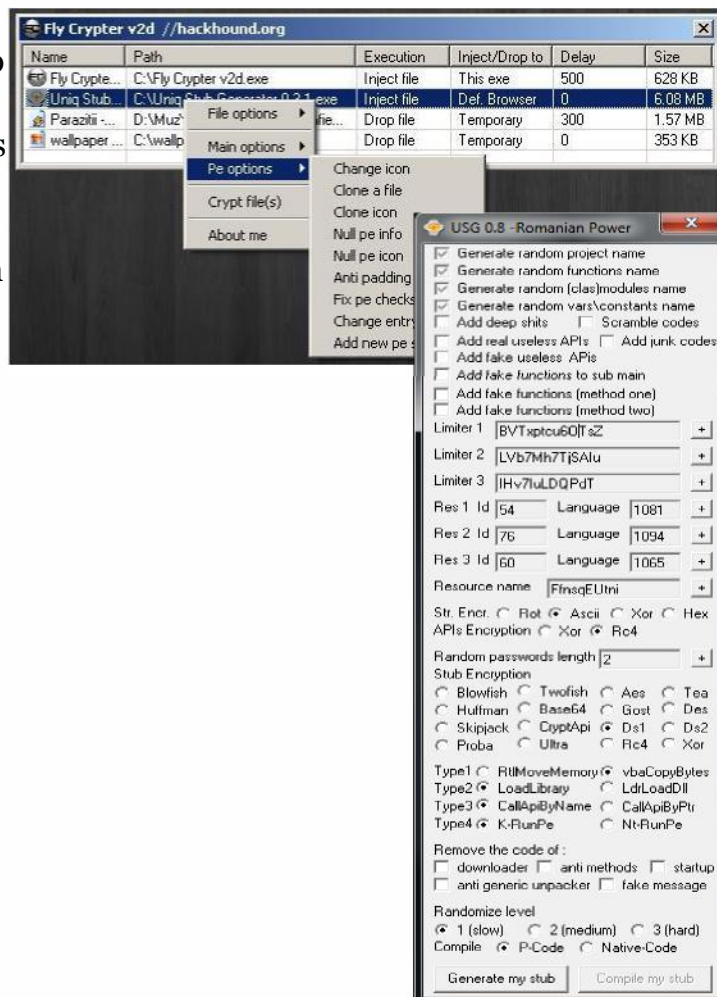 Fly Crypter v2d //hackhound.org
Name Path Execution Inject/Drop to Delay Size
Fly Crypte... C:\Fly Crypter v2d.exe Inject file This exe 500 628 KB
Uniq Stub... C:\Uniq Stub Generator 0.2.1.exe Inject file Def. Browser 0 6.08 MB
Parazitii -... D:\Muz fie... Drop file Temporary 300 1.57 MB
wallpaper ... C:\wallp Drop file Temporary 0 353 KB
File options
Main options
Pe options
Crypt file(s)
About me
Change icon
Clone a file
Clone icon
Null pe info
Null pe icon
Anti padding
Fix pe checks
Change entry
Add new pe s
USG 0.8 -Romanian Power
Generate random project name
Generate random functions name
Generate random (clas)modules name
Generate random vars\constants name
Add deep shits Scramble codes
Add real useless APIs Add junk codes
Add fake useless APis
Add fake functions to sub main
Add fake functions (method one)
Add fake functions (method two)
Limiter 1 +
Limiter 2 LVb7Mh7TjSAlu +
Limiter 3 +
Res 1 Id 54 Language 1081 +
Res 2 Id 76 Language 1094 +
Res 3 Id 60 Language 1065 +
Resource name FfnsqEUtni +
Str. Encr. Rot Ascii Xor Hex
APIs Encryption Xor Rc4
Random passwords length 2 +
Stub Encryption
Blowfish Twofish Aes Tea
Huffman Base64 Gost Des
Skipjack CryptApi Ds1 Ds2
Proba Ultra Rc4 Xor
Type1 RtlMoveMemory vbaCopyBytes
Type2 LoadLibrary LdrLoadDll
Type3 CallApiByName CallApiByPtr
Type4 K-RunPe Nt-RunPe
Remove the code of :
downloader anti methods startup
anti generic unpacker fake message
Randomize level
1 (slow) 2 (medium) 3 (hard)
Compile P-Code Native-Code
Generate my stub Compile my stub